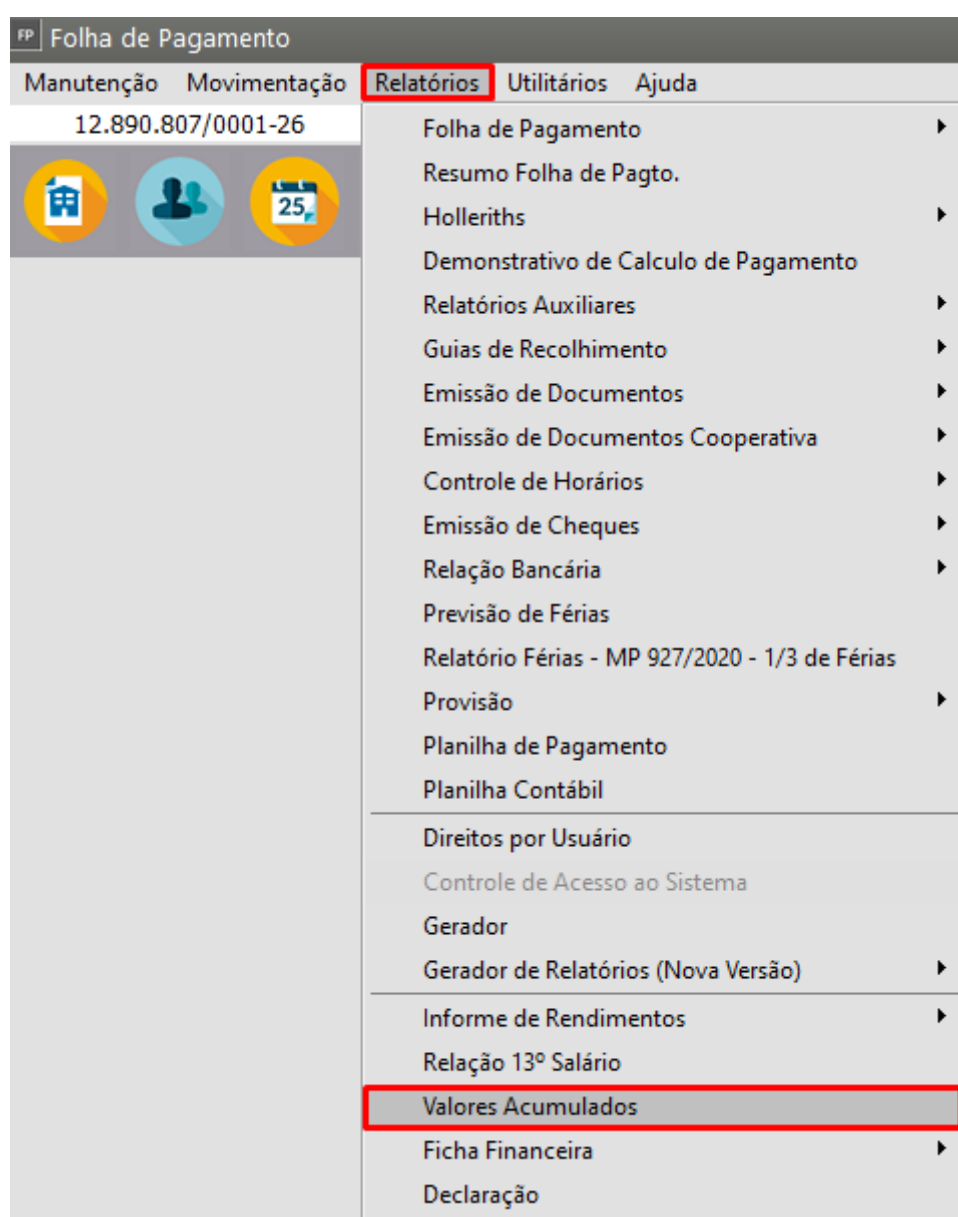 FP Folha de Pagamento
Manutenção Movimentação Relatórios Utilitários Ajuda
12.890.807/0001-26
25
Folha de Pagamento
Resumo Folha de Pagto.
Holleriths
Demonstrativo de Calculo de Pagamento
Relatórios Auxiliares
Guias de Recolhimento
Emissão de Documentos
Emissão de Documentos Cooperativa
Controle de Horários
Emissão de Cheques
Relação Bancária
Previsão de Férias
Relatório Férias - MP 927/2020 - 1/3 de Férias
Provisão
Planilha de Pagamento
Planilha Contábil
Direitos por Usuário
Controle de Acesso ao Sistema
Gerador
Gerador de Relatórios (Nova Versão)
Informe de Rendimentos
Relação 13º Salário
Valores Acumulados
Ficha Financeira
Declaração